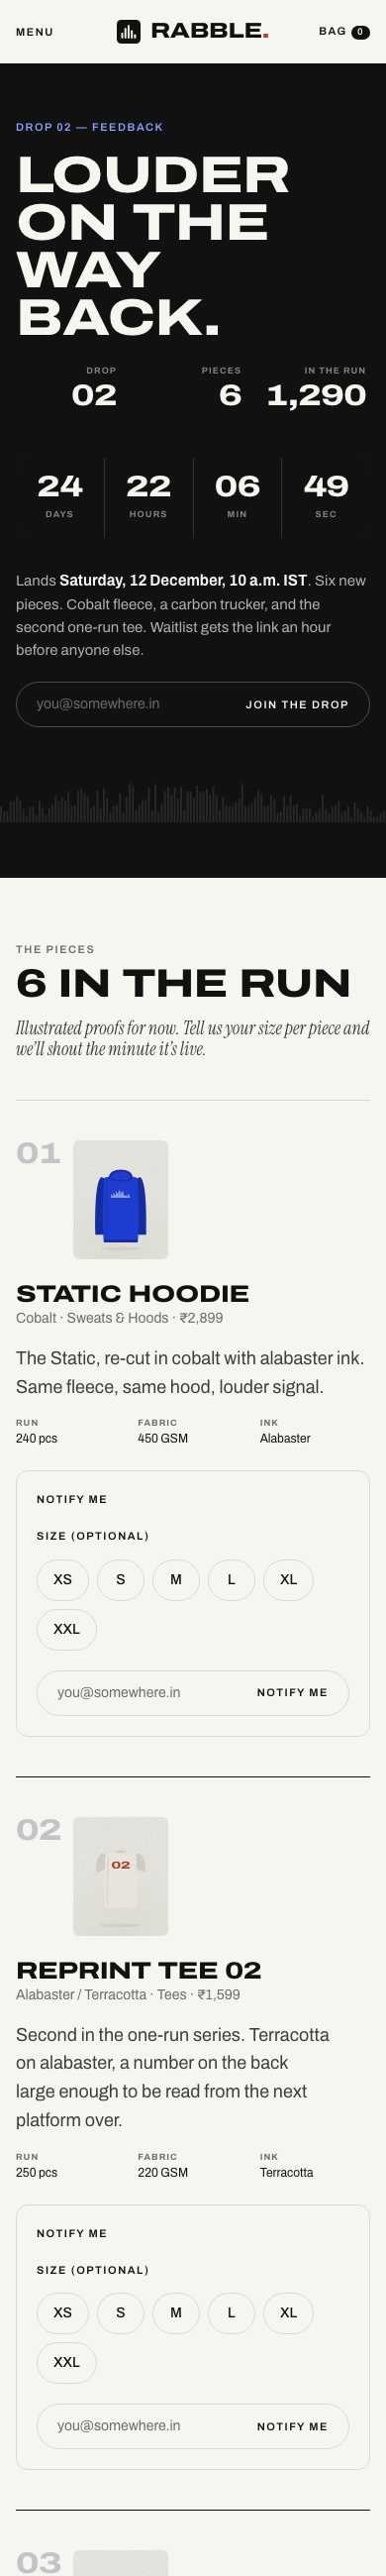 MENU
RABBLE.
BAG 0
DROP 02 — FEEDBACK
LOUDER
ON THE
WAY
BACK.
DROP PIECES IN THE RUN
02 6 1,290
24 22 06 49
DAYS HOURS MIN SEC
Lands Saturday, 12 December, 10 a.m. IST. Six new
pieces. Cobalt fleece, a carbon trucker, and the
second one-run tee. Waitlist gets the link an hour
before anyone else.
you@somewhere.in JOIN THE DROP
THE PIECES
6 IN THE RUN
Illustrated proofs for now. Tell us your size per piece and
we'll shout the minute it's live.
01
STATIC HOODIE
Cobalt · Sweats & Hoods · ₹2,899
The Static, re-cut in cobalt with alabaster ink.
Same fleece, same hood, louder signal.
RUN FABRIC INK
240 pcs 450 GSM Alabaster
NOTIFY ME
SIZE (OPTIONAL)
XS S M L XL
XXL
you@somewhere.in NOTIFY ME
02
02
REPRINT TEE 02
Alabaster / Terracotta · Tees · ₹1,599
Second in the one-run series. Terracotta
on alabaster, a number on the back
large enough to be read from the next
platform over.
RUN FABRIC INK
250 pcs 220 GSM Terracotta
NOTIFY ME
SIZE (OPTIONAL)
XS S M L XL
XXL
you@somewhere.in NOTIFY ME
03